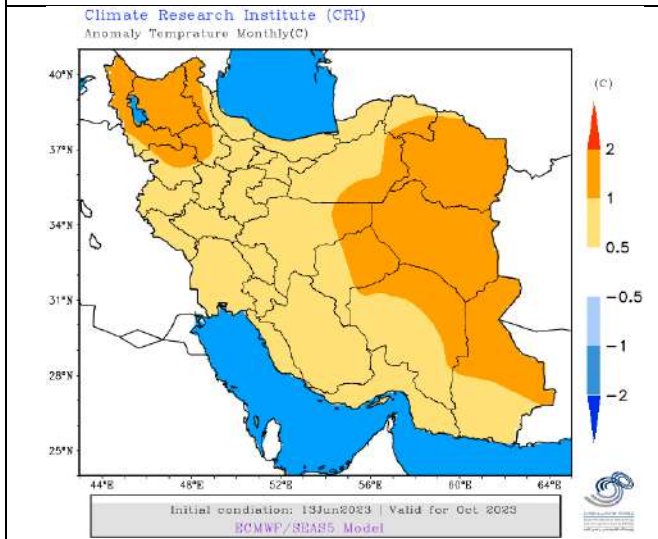 Climate Research Institute (CRI)
Anomaly Temprature Monthly(C)
40°N
37°N
34°N
31°N
28°N
25°N
44°E
48°E
52°E
56°E
60°E
64°E
(C)
2
1
0.5
−0.5
−1
−2
Initial condiation: 13Jun2023 | Valid for Oct 2023
ECMWF/SEAS5 Model